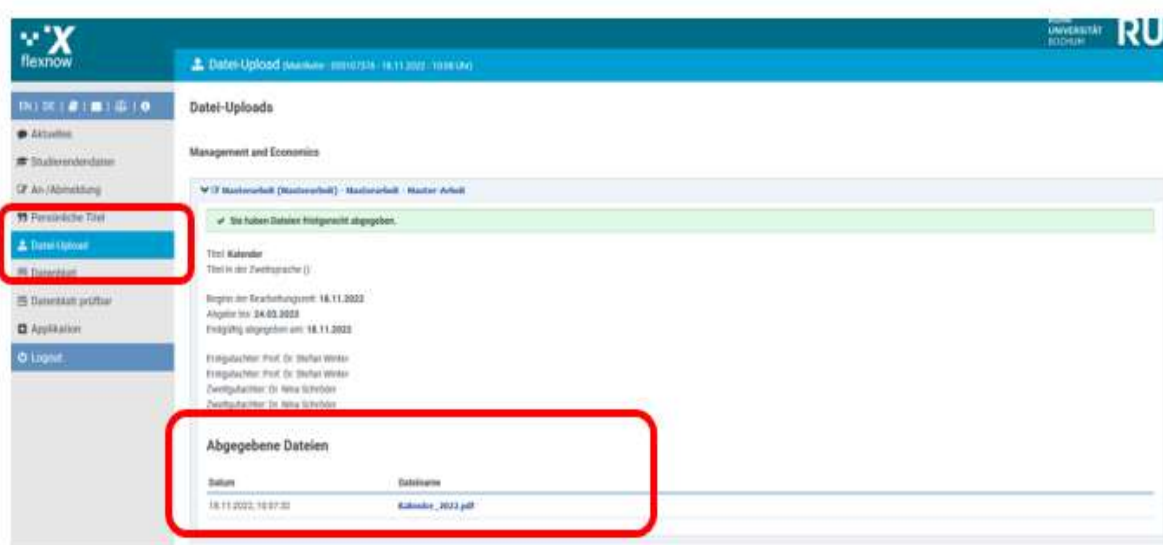 UNIVERSITÄT
BOCHUM
RU
flexnow
Datei-Upload
EN | DE
Datei-Uploads
Aktuelles
Management and Economics
Studierendendaten
An-/Abmeldung
Masterarbeit (Masterarbeit) - Masterarbeit - Master-Arbeit
Persönliche Titel
Sie haben Dateien fristgerecht abgegeben.
Datei-Upload
Titel: Kalender
Titel in der Zweitsprache ():
Datenblatt
Datenblatt prüfbar
Beginn der Bearbeitungszeit: 18.11.2022
Abgabe bis: 24.03.2023
Applikation
Endgültig abgegeben am: 18.11.2022
Logout
Erstgutachter: Prof. Dr. Stefan Winter
Erstgutachter: Prof. Dr. Stefan Winter
Zweitgutachter: Dr. Nina Schröder
Zweitgutachter: Dr. Nina Schröder
Abgegebene Dateien
Datum Dateiname
18.11.2022, 10:07:32 Kalender_2023.pdf